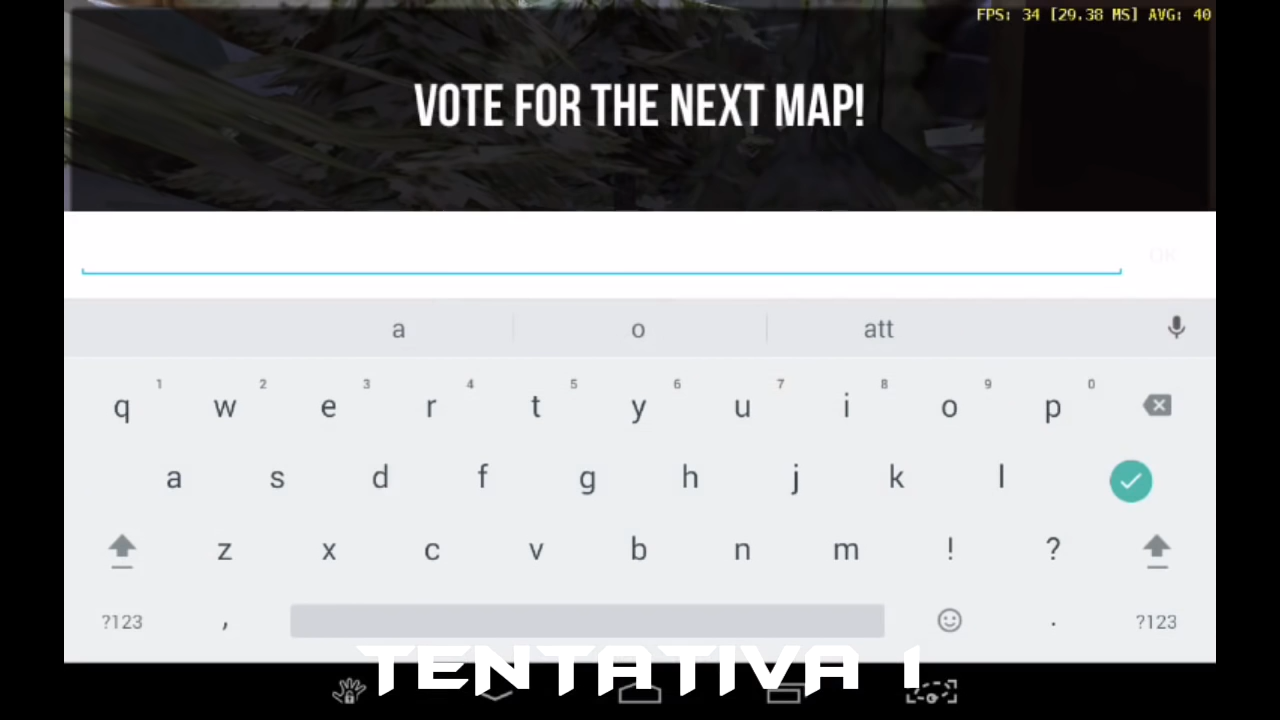 FPS: 34 [29.38 MS] AVG: 40
VOTE FOR THE NEXT MAP!
OK
a o att
1 2 3 4 5 6 7 8 9 0
q w e r t y u i o p
a s d f g h j k l
z x c v b n m ! ?
?123 , . ?123
TENTATIVA 1